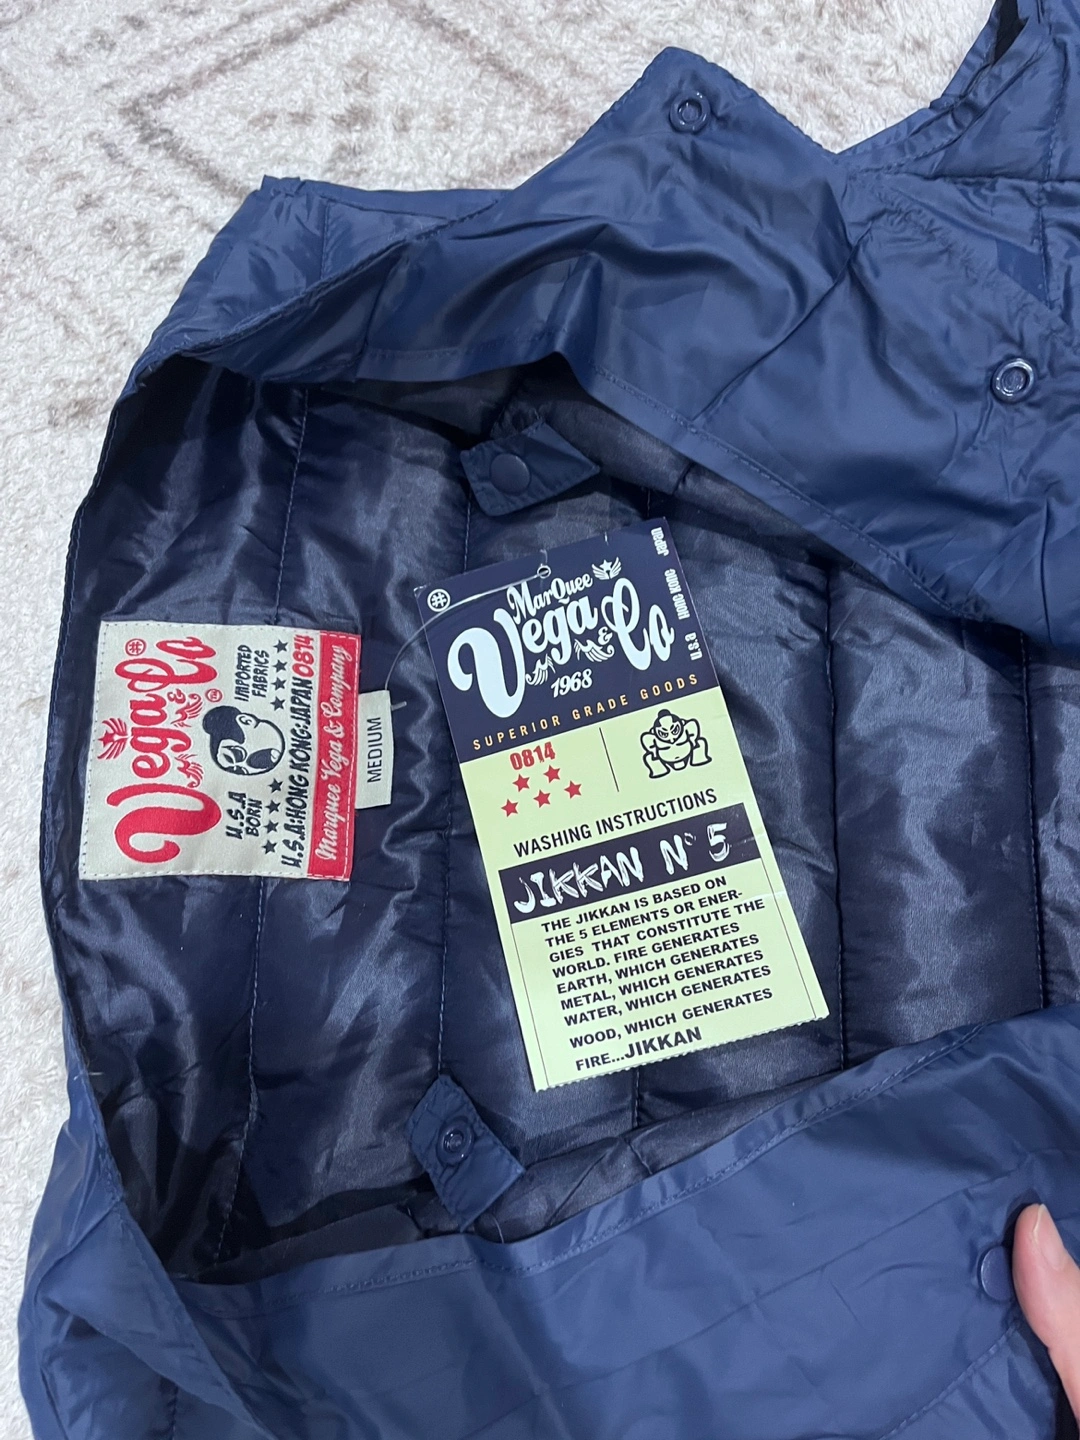 Vega & Co
TM
IMPORTED
FABRICS
U.S.A
BORN
U.S.A:HONG KONG:JAPAN 0814
Marquee Vega & Company
MEDIUM
MarQuee
Vega & Co
1968
U.S.A HONG KONG JAPAN
SUPERIOR GRADE GOODS
0814
WASHING INSTRUCTIONS
JIKKAN Nº 5
THE JIKKAN IS BASED ON
THE 5 ELEMENTS OR ENER-
GIES THAT CONSTITUTE THE
WORLD. FIRE GENERATES
EARTH, WHICH GENERATES
METAL, WHICH GENERATES
WATER, WHICH GENERATES
WOOD, WHICH GENERATES
FIRE...JIKKAN